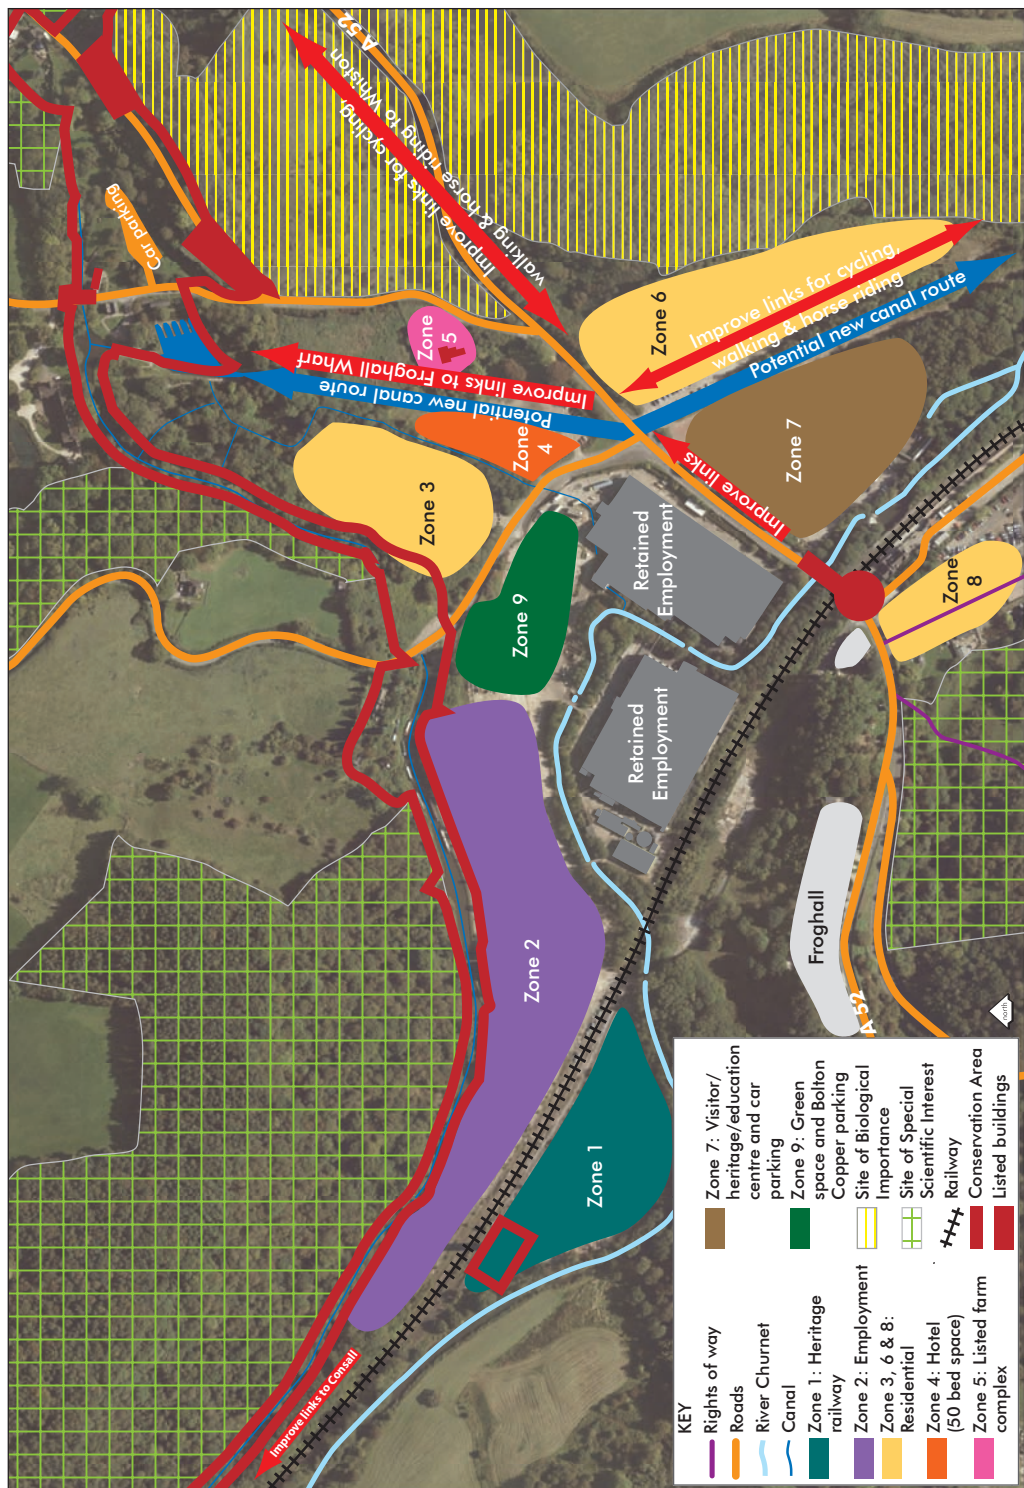 A 52
Improve links for cycling,
walking & horse riding to Whiston
Car parking
Zone
5
Improve links to Froghall Wharf
Potential new canal route
Zone 6
Improve links for cycling,
walking & horse riding
Potential new canal route
Zone
4
Zone 3
Zone 7
Improve links
Retained
Employment
Zone 9
Zone
8
Retained
Employment
Zone 2
Froghall
A 52
Zone 1
Improve links to Consall
north
KEY
Rights of way
Roads
River Churnet
Canal
Zone 1: Heritage
railway
Zone 2: Employment
Zone 3, 6 & 8:
Residential
Zone 4: Hotel
(50 bed space)
Zone 5: Listed farm
complex
Zone 7: Visitor/
heritage/education
centre and car
parking
Zone 9: Green
space and Bolton
Copper parking
Site of Biological
Importance
Site of Special
Scientific Interest
Railway
Conservation Area
Listed buildings